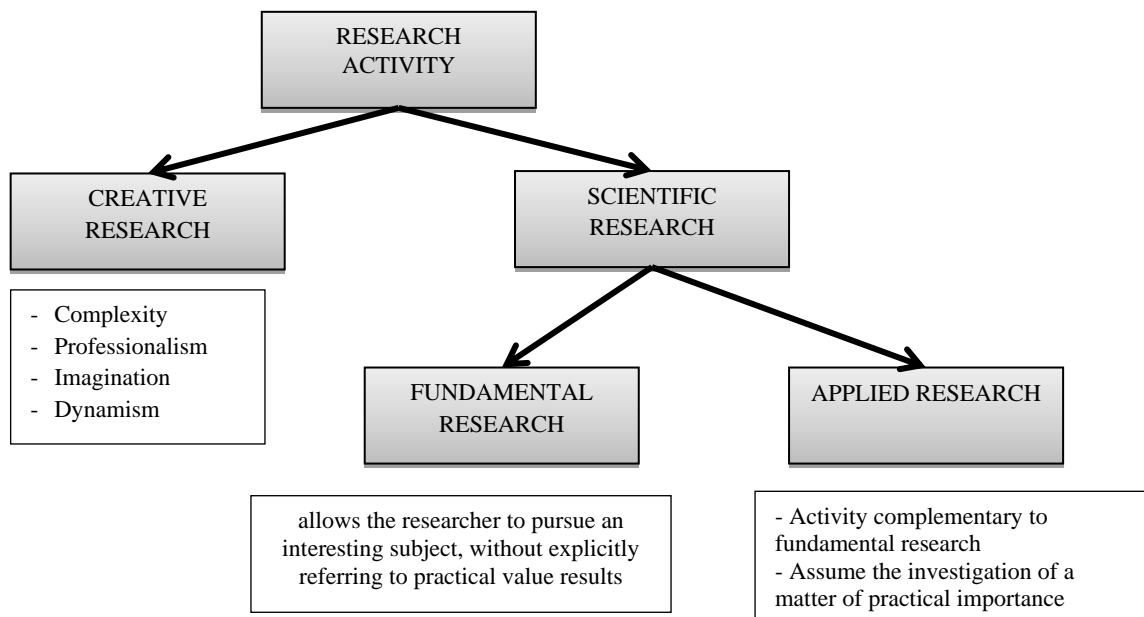 RESEARCH
ACTIVITY
CREATIVE
RESEARCH
SCIENTIFIC
RESEARCH
- Complexity
- Professionalism
- Imagination
- Dynamism
FUNDAMENTAL
RESEARCH
APPLIED RESEARCH
allows the researcher to pursue an
interesting subject, without explicitly
referring to practical value results
- Activity complementary to
fundamental research
- Assume the investigation of a
matter of practical importance